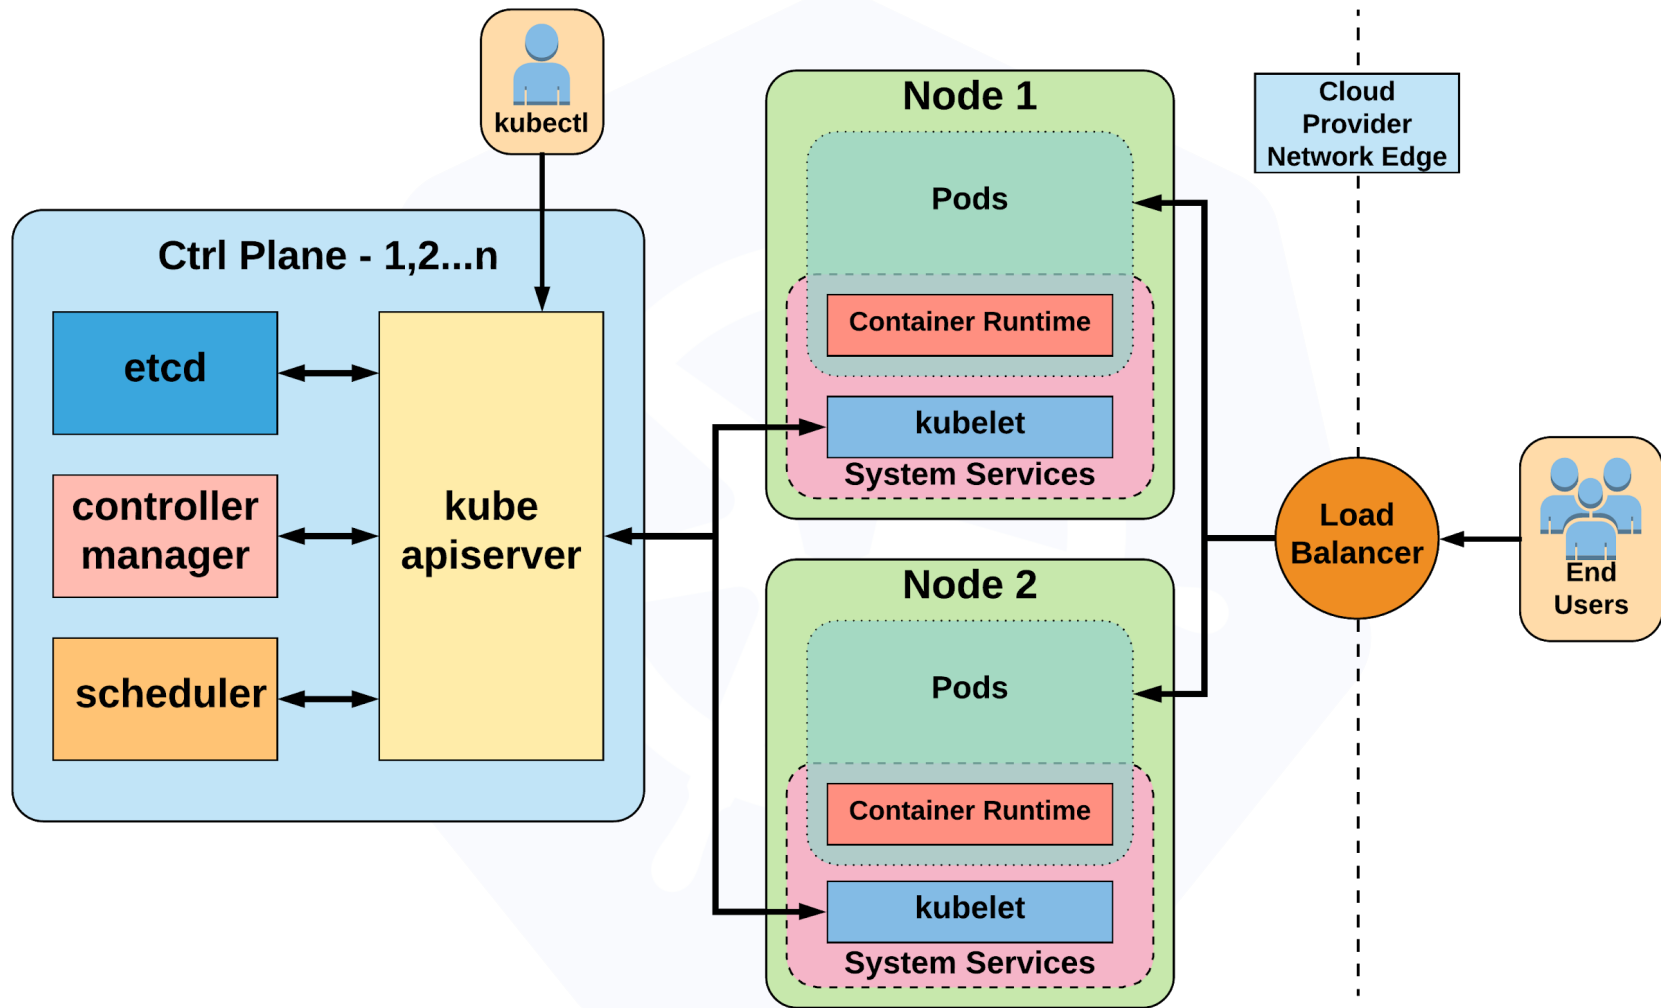 kubectl
Ctrl Plane - 1,2...n
etcd
controller
manager
scheduler
kube
apiserver
Node 1
Pods
Container Runtime
kubelet
System Services
Node 2
Pods
Container Runtime
kubelet
System Services
Cloud
Provider
Network Edge
Load
Balancer
End
Users